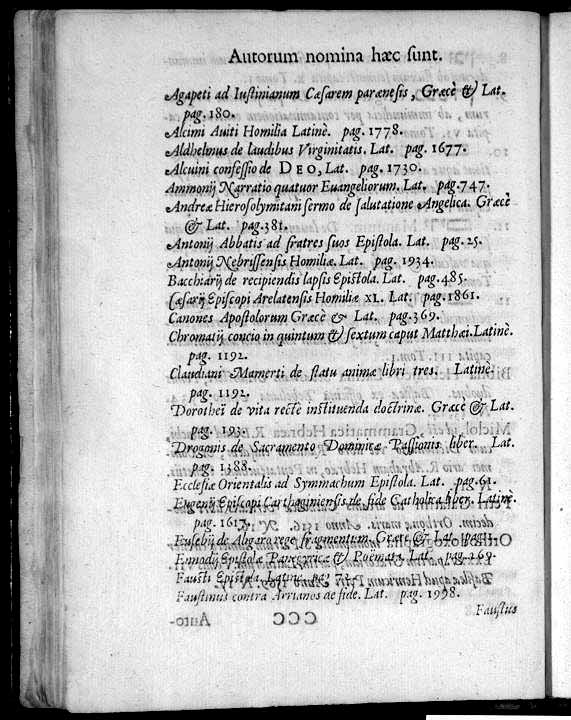 Autorum nomina hæc ſunt.
Agapeti ad Iuſtinianum Cæſarem paræneſis, Græcè & Lat.
pag. 180.
Alcimi Auiti Homilia Latinè. pag. 1778.
Aldhelmus de laudibus Virginitatis. Lat. pag. 1677.
Alcuini confeſſio de DEO, Lat. pag. 1730.
Ammonij Narratio quatuor Euangeliorum. Lat. pag. 747.
Andreæ Hieroſolymitani ſermo de ſalutatione Angelica. Græcè
& Lat. pag. 381.
Antonij Abbatis ad fratres ſuos Epiſtola. Lat. pag. 25.
Antonij Nebriſſenſis Homiliæ. Lat. pag. 1934.
Bacchiarij de recipiendis lapſis Epiſtola. Lat. pag. 485.
Cæſarij Epiſcopi Arelatenſis Homiliæ XL. Lat. pag. 1861.
Canones Apoſtolorum Græcè & Lat. pag. 369.
Chromatij concio in quintum & ſextum caput Matthæi. Latinè.
pag. 1192.
Claudiani Mamerti de ſtatu animæ libri tres. Latinè.
pag. 1192.
Dorotheï de vita rectè inſtituenda doctrinæ. Græcè & Lat.
pag. 193.
Drogonis de Sacramento Dominicæ Paſſionis liber. Lat.
pag. 1388.
Eccleſiæ Orientalis ad Symmachum Epiſtola. Lat. pag. 61.
Eugenij Epiſcopi Carthaginienſis de fide Catholica liber. Latinè.
pag. 1617.
Euſebij de Abgaro rege fragmentum. Græc. & Lat.
Ennodij Epiſtolæ Panegyricæ & Poëmata. Lat. pag. 269.
Fauſti Epiſtola. Latinè.
Fauſtinus contra Arrianos de fide. Lat. pag. 1998.
Fauſtus